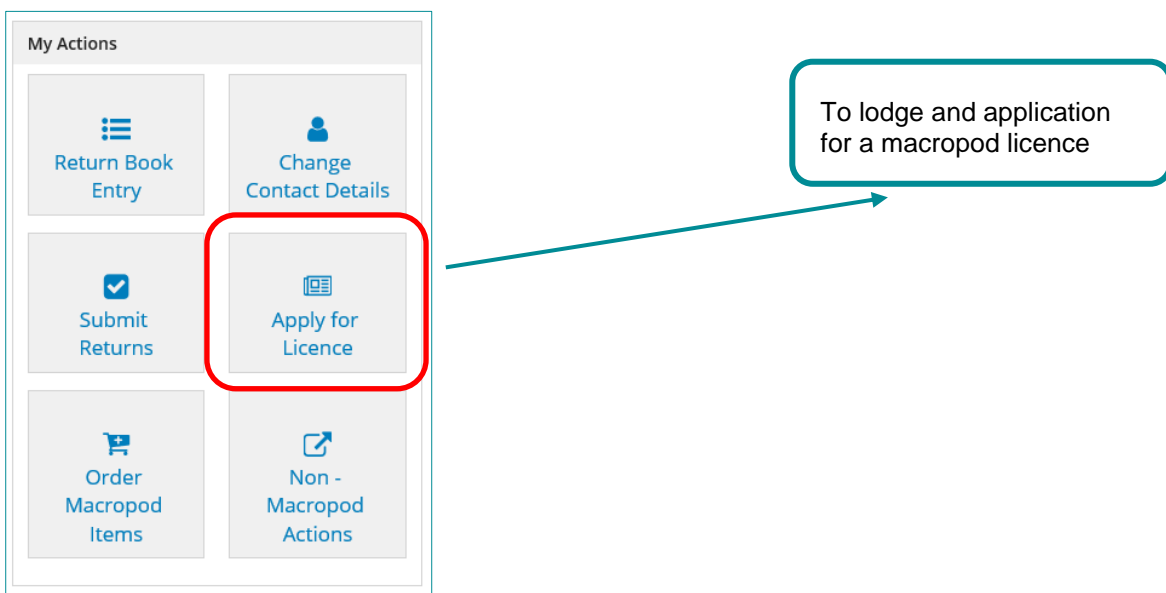 My Actions
Return Book
Entry
Change
Contact Details
Submit
Returns
Apply for
Licence
Order
Macropod
Items
Non -
Macropod
Actions
To lodge and application
for a macropod licence